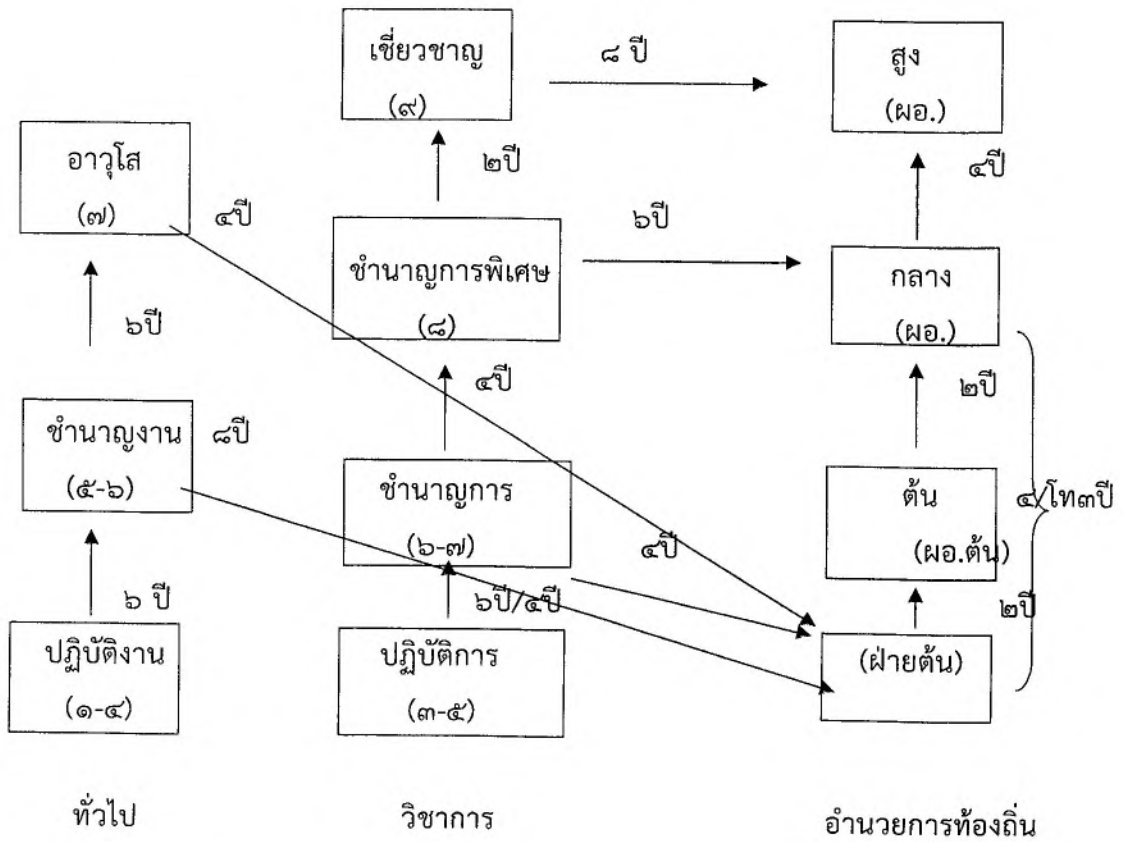 เชี่ยวชาญ
(๙)
๘ ปี
สูง
(ผอ.)
อาวุโส
(๗)
๔ปี
๒ปี
๔ปี
ชำนาญการพิเศษ
(๘)
๖ปี
กลาง
(ผอ.)
๖ปี
๔ปี
๒ปี
ชำนาญงาน
(๕-๖)
๘ปี
ชำนาญการ
(๖-๗)
๔ปี
ต้น
(ผอ.ต้น)
๔/โท๓ปี
๖ ปี
๖ปี/๔ปี
๒ปี
ปฏิบัติงาน
(๑-๔)
ปฏิบัติการ
(๓-๕)
(ฝ่ายต้น)
ทั่วไป
วิชาการ
อำนวยการท้องถิ่น